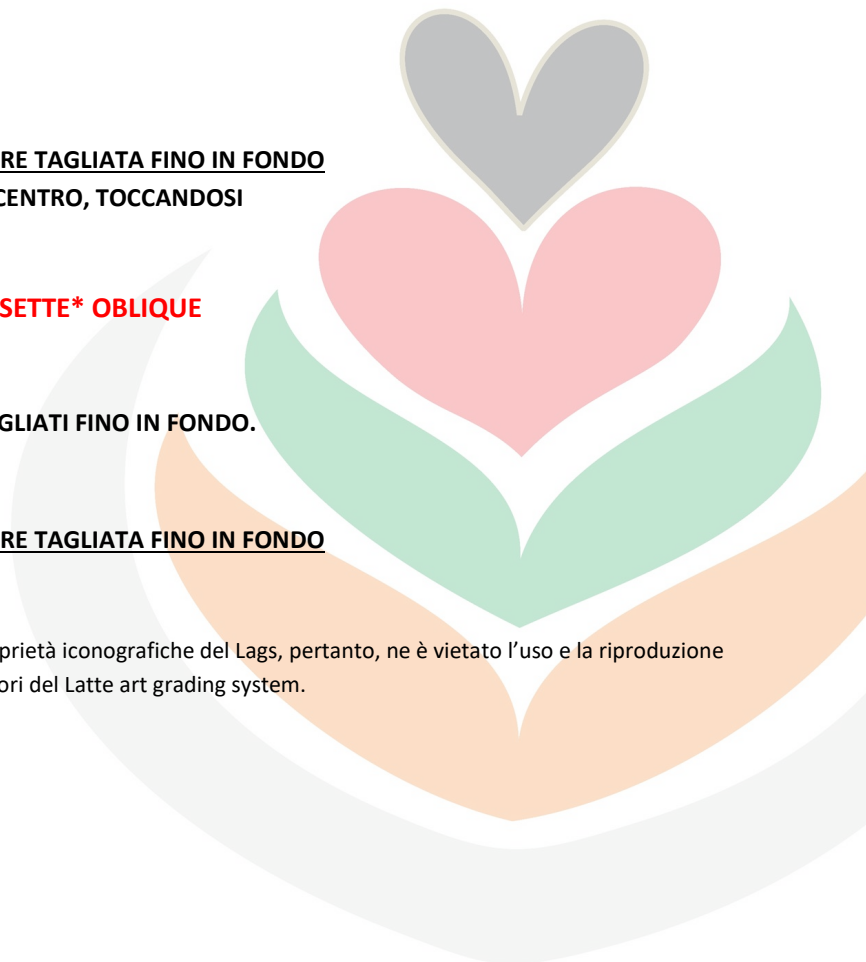 RE TAGLIATA FINO IN FONDO
CENTRO, TOCCANDOSI
SETTE* OBLIQUE
GLIATI FINO IN FONDO.
RE TAGLIATA FINO IN FONDO
prietà iconografiche del Lags, pertanto, ne è vietato l’uso e la riproduzione
ori del Latte art grading system.